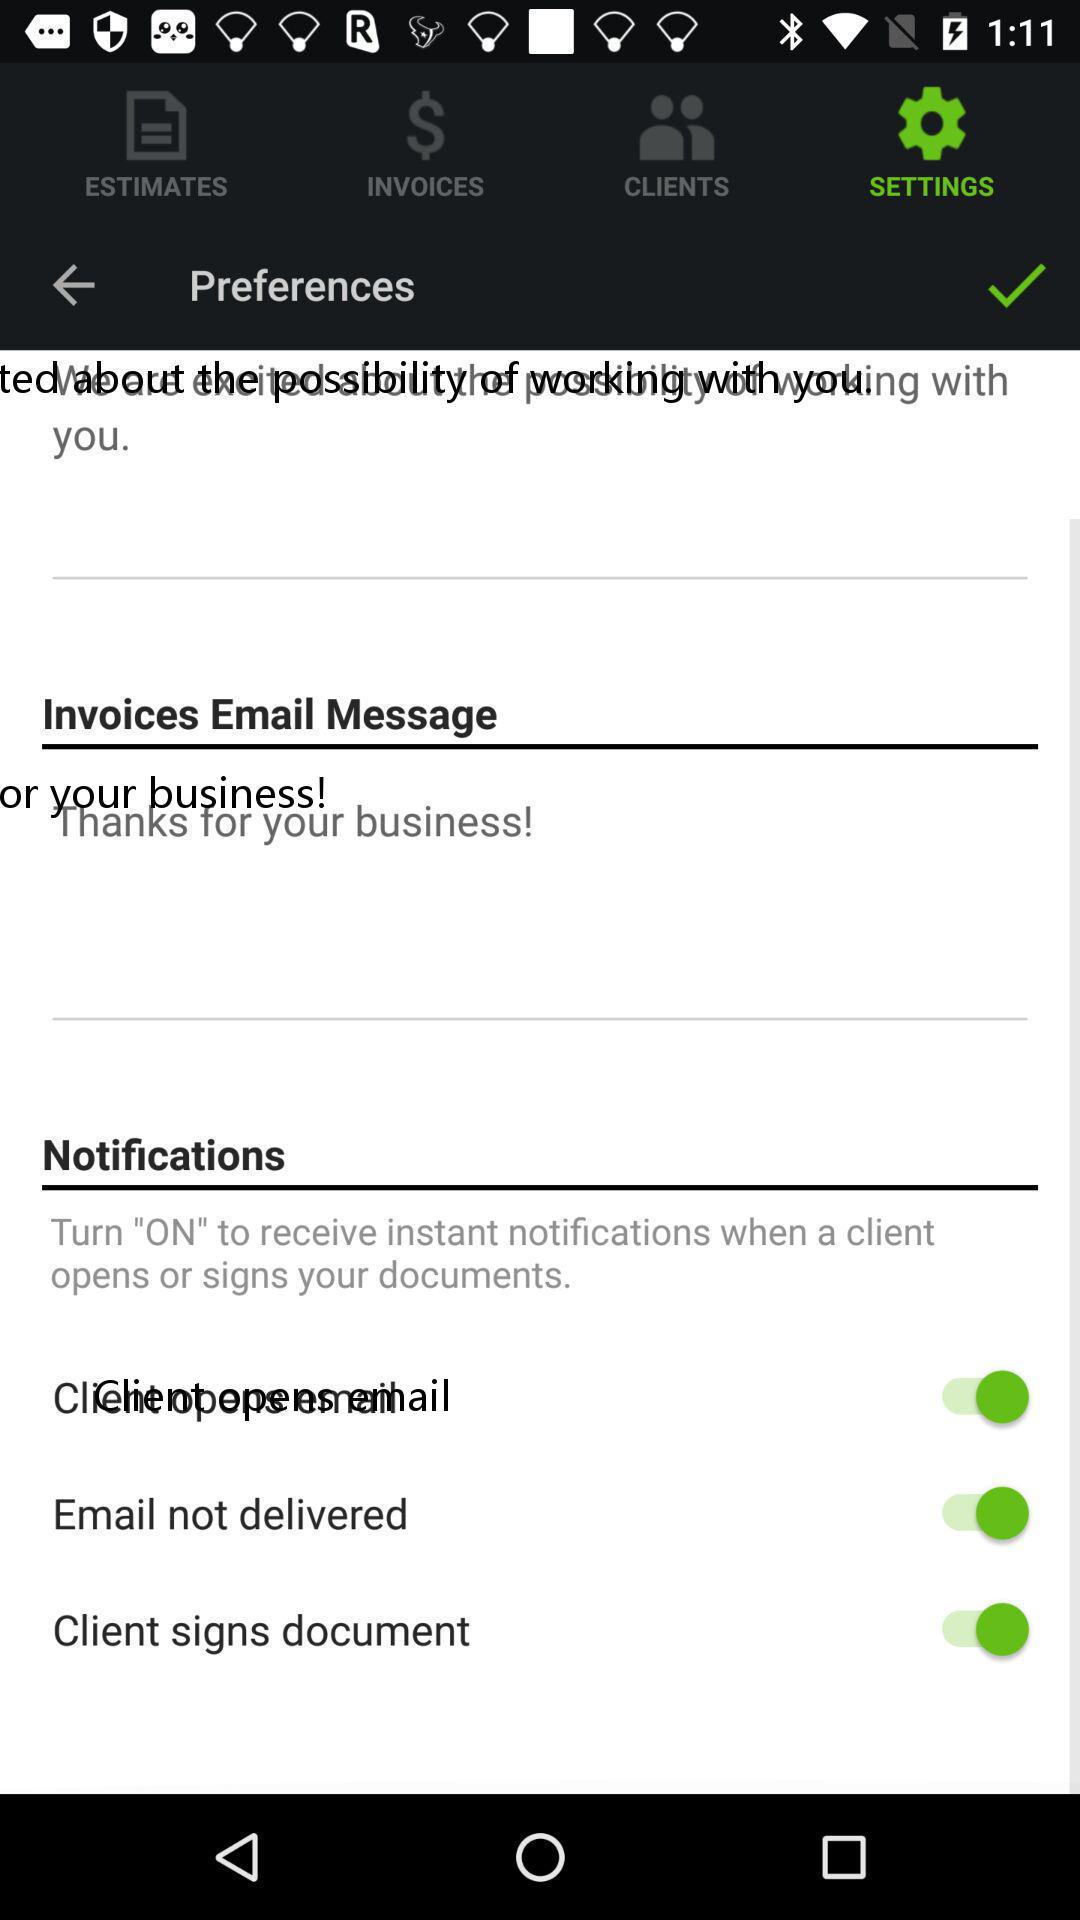 1:11
ESTIMATES INVOICES CLIENTS SETTINGS
Preferences
ted about the possibility of working with you.
We are excited about the possibility of working with
you.
Invoices Email Message
or your business!
Thanks for your business!
Notifications
Turn "ON" to receive instant notifications when a client
opens or signs your documents.
Client opens email
Client opens email
Email not delivered
Client signs document